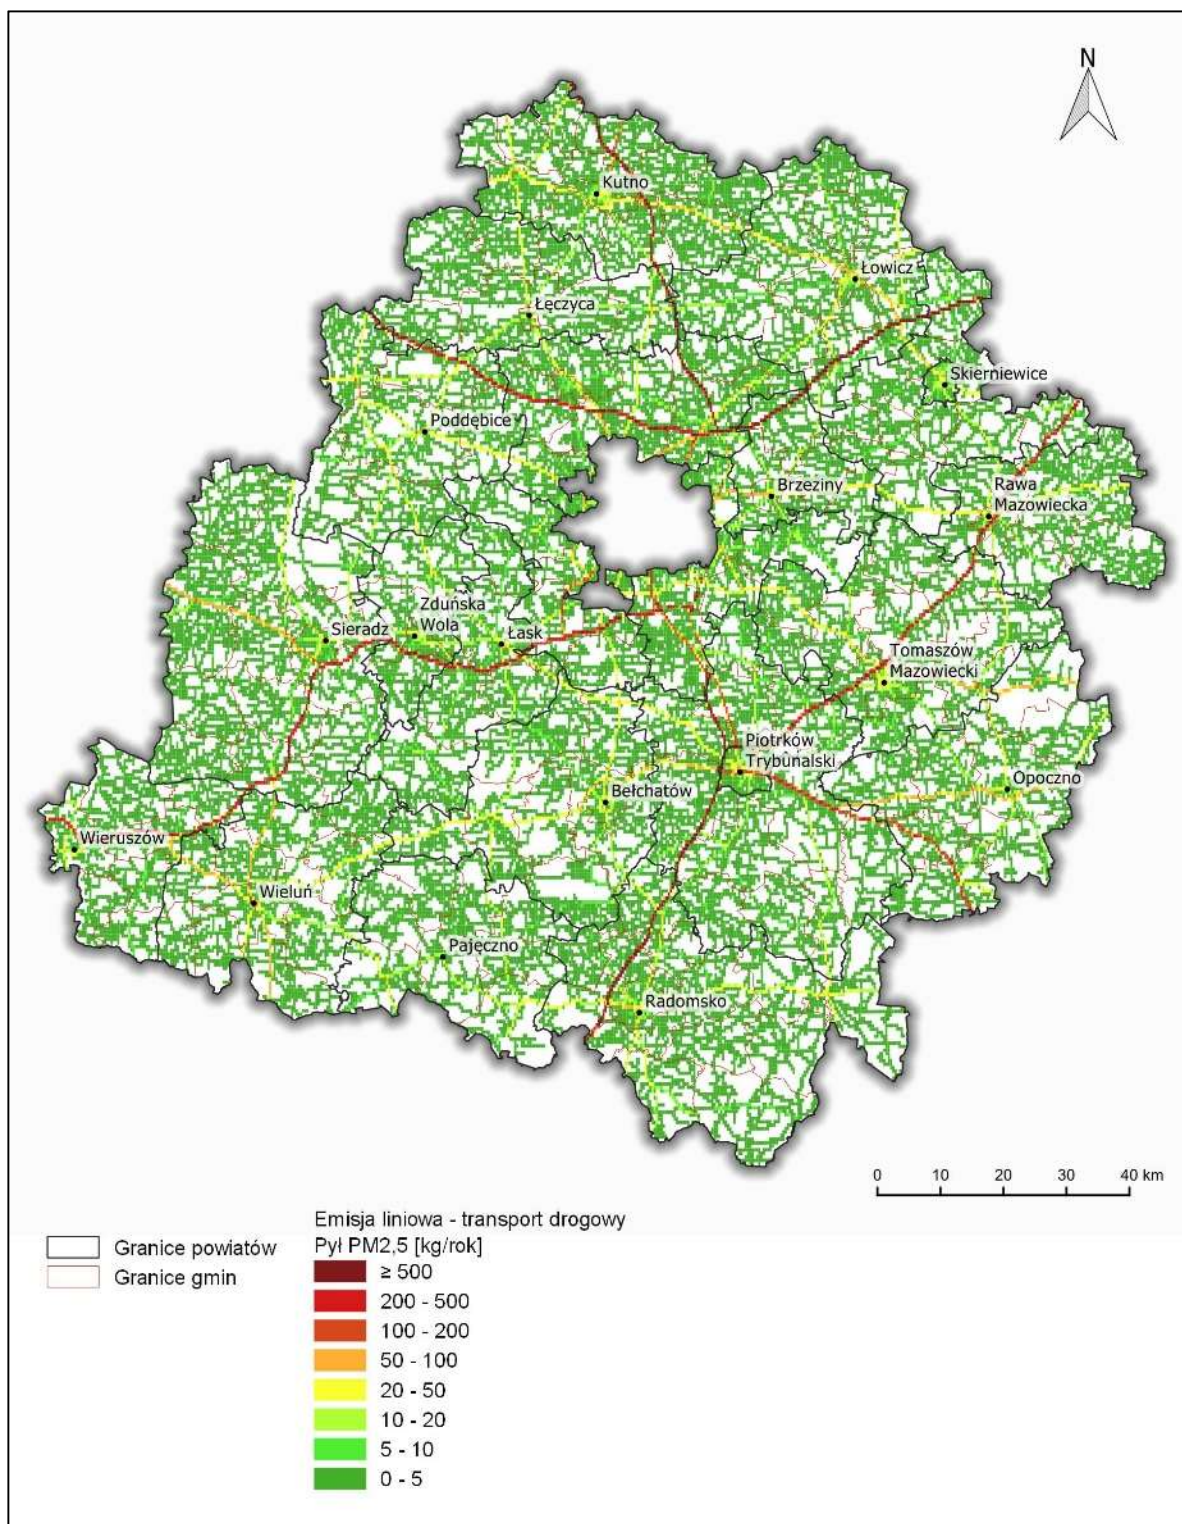 N
Kutno
Łowicz
Łęczyca
Skierniewice
Poddębice
Brzeziny
Rawa
Mazowiecka
Zduńska
Wola
Sieradz
Łask
Tomaszów
Mazowiecki
Piotrków
Trybunalski
Opoczno
Bełchatów
Wieruszów
Wieluń
Pajęczno
Radomsko
0 10 20 30 40 km
Emisja liniowa - transport drogowy
Pył PM2,5 [kg/rok]
Granice powiatów
Granice gmin
≥ 500
200 - 500
100 - 200
50 - 100
20 - 50
10 - 20
5 - 10
0 - 5